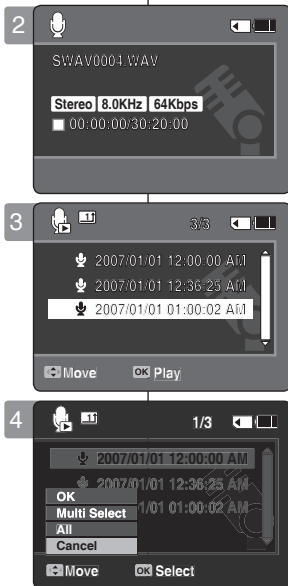 2
SWAV0001.WAV
Stereo 8.0KHz 64Kbps
00:00:00/30:20:00
3
3/3
2007/01/01 12:00:00 AM
2007/01/01 12:36:25 AM
2007/01/01 01:00:02 AM
Move OK Play
4
1/3
2007/01/01 12:00:00 AM
2007/01/01 12:36:25 AM
OK
Multi Select 1/01 01:00:02 AM
All
Cancel
Move OK Select